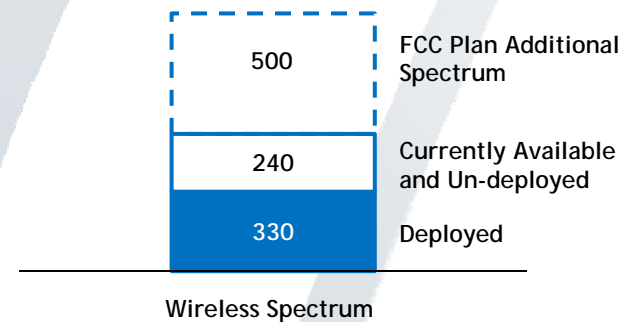 500
FCC Plan Additional
Spectrum
240
Currently Available
and Un-deployed
330
Deployed
Wireless Spectrum